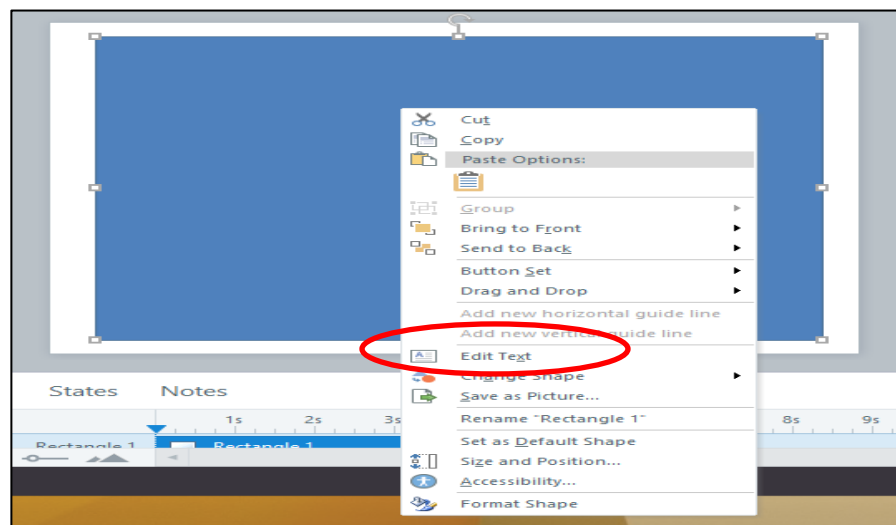 Cut
Copy
Paste Options:
Group
Bring to Front
Send to Back
Button Set
Drag and Drop
Add new horizontal guide line
Add new vertical guide line
Edit Text
Change Shape
Save as Picture...
Rename "Rectangle 1"
Set as Default Shape
Size and Position...
Accessibility...
Format Shape
States Notes
1s 2s 3s 8s 9s
Rectangle 1 Rectangle 1